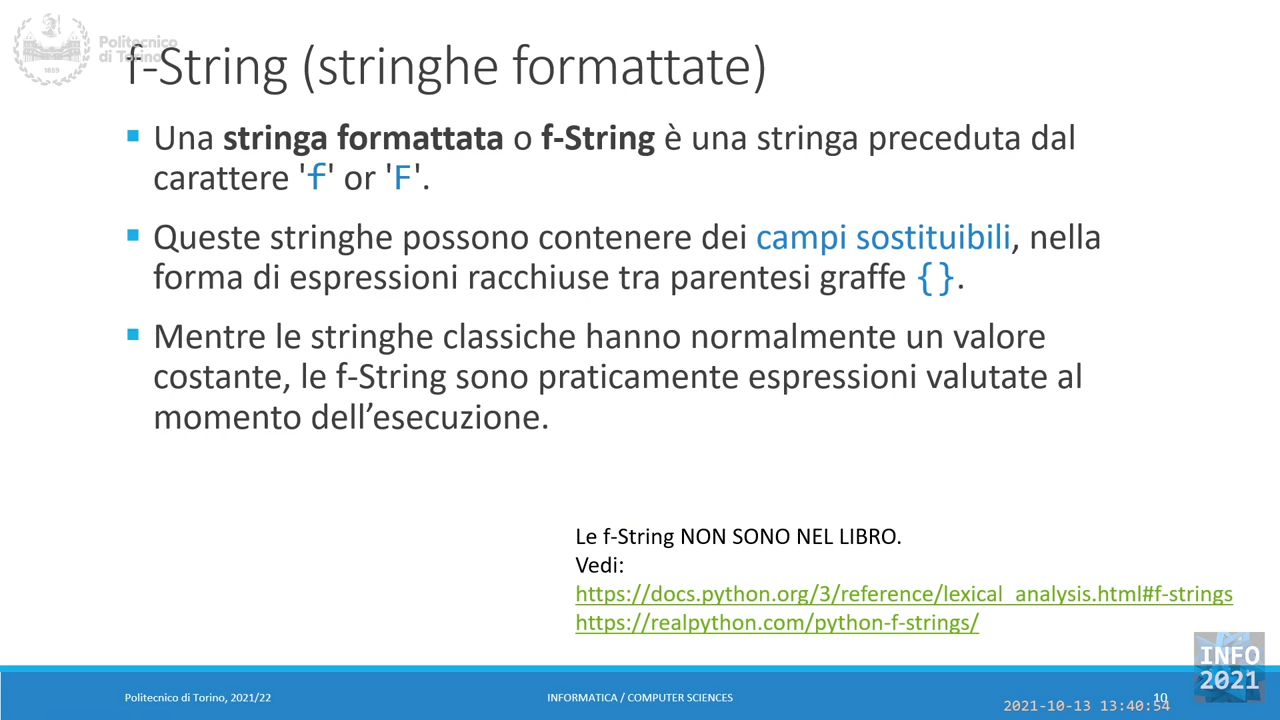 Politecnico
di Torino
1859
f-String (stringhe formattate)
Una stringa formattata o f-String è una stringa preceduta dal
carattere 'f' or 'F'.
Queste stringhe possono contenere dei campi sostituibili, nella
forma di espressioni racchiuse tra parentesi graffe {}.
Mentre le stringhe classiche hanno normalmente un valore
costante, le f-String sono praticamente espressioni valutate al
momento dell’esecuzione.
Le f-String NON SONO NEL LIBRO.
Vedi:
https://docs.python.org/3/reference/lexical_analysis.html#f-strings
https://realpython.com/python-f-strings/
INFO
2021
Politecnico di Torino, 2021/22
INFORMATICA / COMPUTER SCIENCES
10
2021-10-13 13:40:54